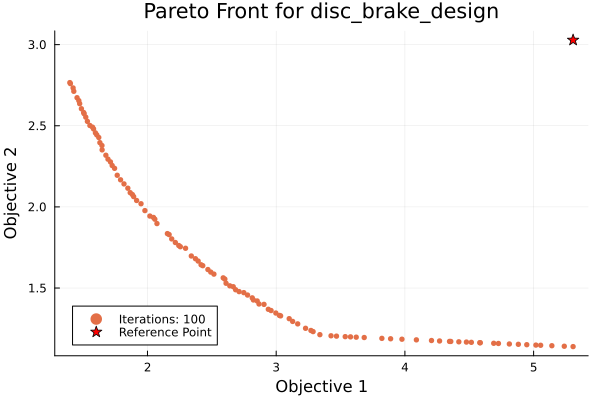 Pareto Front for disc_brake_design
3.0
2.5
2.0
1.5
Objective 2
Iterations: 100
Reference Point
2
3
4
5
Objective 1